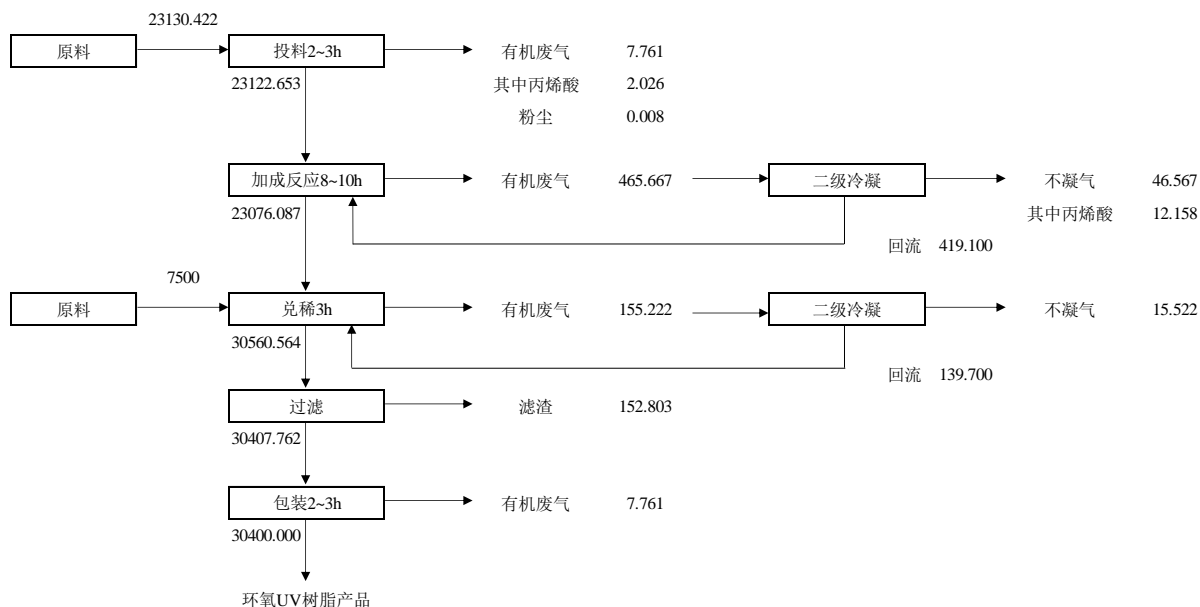 23130.422
原料
投料2~3h
有机废气 7.761
23122.653
其中丙烯酸 2.026
粉尘 0.008
加成反应8~10h
有机废气 465.667
二级冷凝
不凝气 46.567
23076.087
其中丙烯酸 12.158
回流 419.100
7500
原料
兑稀3h
有机废气 155.222
二级冷凝
不凝气 15.522
30560.564
回流 139.700
过滤
滤渣 152.803
30407.762
包装2~3h
有机废气 7.761
30400.000
环氧UV树脂产品